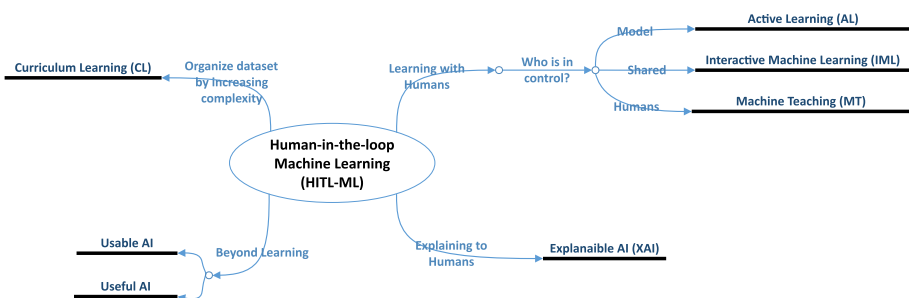 Active Learning (AL)
Model
Curriculum Learning (CL)
Organize dataset
by increasing
complexity
Learning with
Humans
Who is in
control?
Shared
Interactive Machine Learning (IML)
Humans
Machine Teaching (MT)
Human-in-the-loop
Machine Learning
(HITL-ML)
Usable AI
Beyond Learning
Explaining to
Humans
Explanaible AI (XAI)
Useful AI